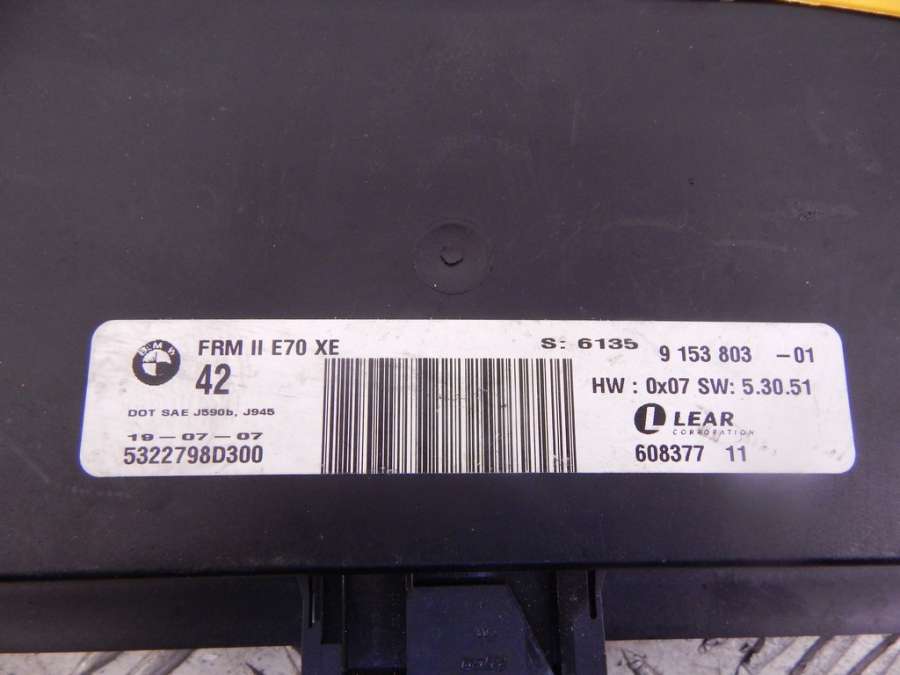 BMW
FRM II E70 XE
42
DOT SAE J590b, J945
19-07-07
5322798D300
S: 6135
9 153 803 -01
HW : 0x07 SW: 5.30.51
LEAR
CORPORATION
608377 11